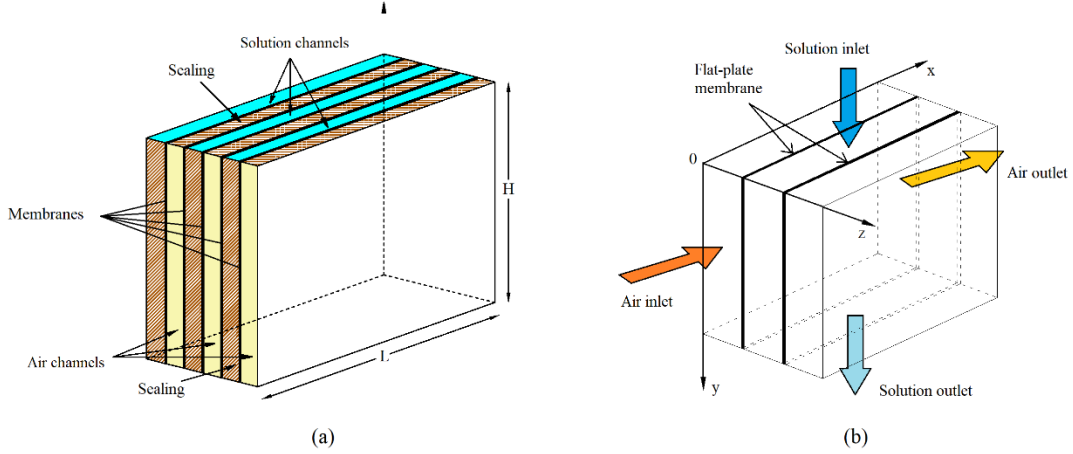 Solution channels
Sealing
H
Membranes
Air channels
Sealing
L
(a)
Solution inlet
Flat-plate
membrane
x
0
Air outlet
z
Air inlet
y
Solution outlet
(b)